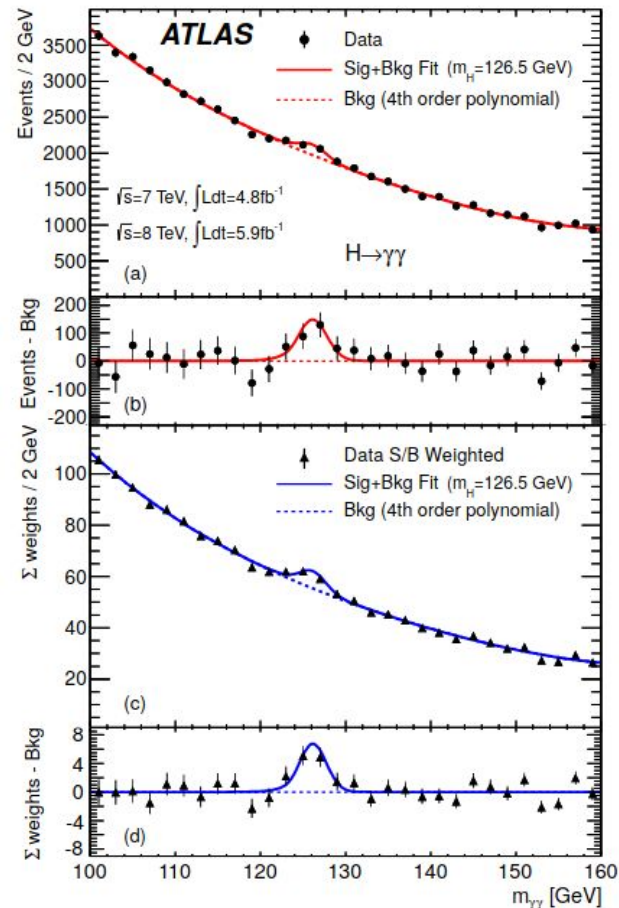 ATLAS
Data
Sig+Bkg Fit (m_H=126.5 GeV)
Bkg (4th order polynomial)
Events / 2 GeV
3500
3000
2500
2000
1500
1000
500
√s=7 TeV, ∫Ldt=4.8fb⁻¹
√s=8 TeV, ∫Ldt=5.9fb⁻¹
H→γγ
(a)
Events - Bkg
200
100
0
-100
-200
(b)
Σ weights / 2 GeV
100
80
60
40
20
Data S/B Weighted
Sig+Bkg Fit (m_H=126.5 GeV)
Bkg (4th order polynomial)
(c)
Σ weights - Bkg
8
4
0
-4
-8
(d)
100 110 120 130 140 150 160
m_γγ [GeV]